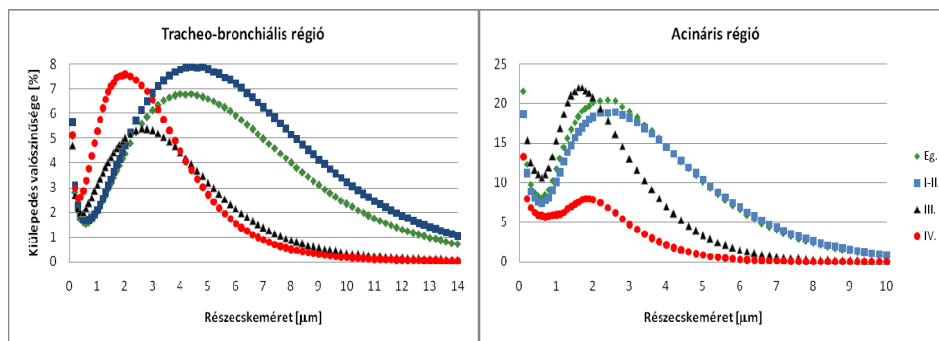 Tracheo-bronchiális régió
Kiülepedés valószínűsége [%]
8
7
6
5
4
3
2
1
0
0 1 2 3 4 5 6 7 8 9 10 11 12 13 14
Részecskeméret [μm]
Acináris régió
25
20
15
10
5
0
0 1 2 3 4 5 6 7 8 9 10
Részecskeméret [μm]
Eg.
I-II.
III.
IV.